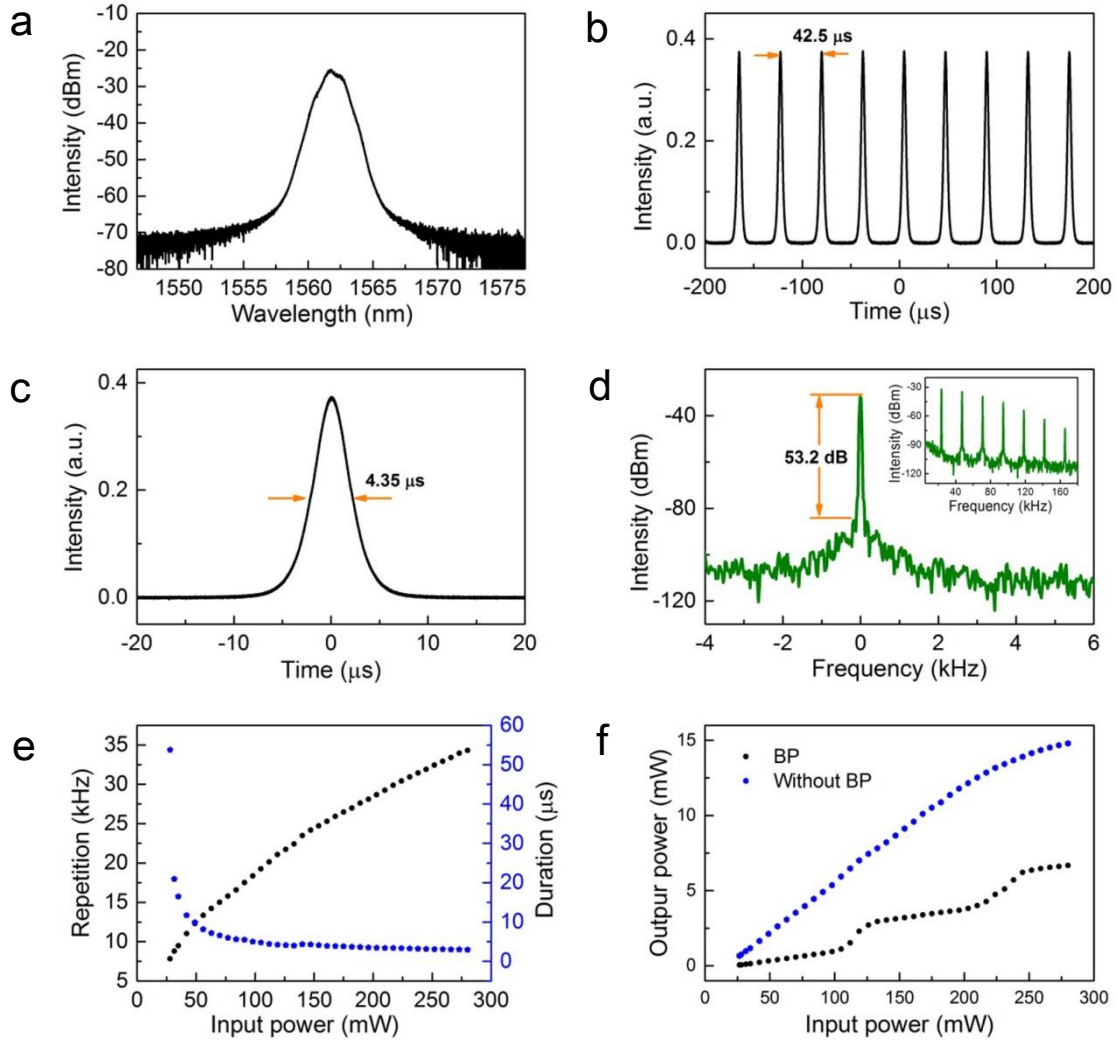 a
-10
-20
-30
-40
-50
-60
-70
-80
Intensity (dBm)
1550 1555 1560 1565 1570 1575
Wavelength (nm)
b
42.5 μs
0.4
0.2
0.0
Intensity (a.u.)
-200 -100 0 100 200
Time (μs)
c
0.4
0.2
0.0
Intensity (a.u.)
4.35 μs
-20 -10 0 10 20
Time (μs)
d
-40
-80
-120
Intensity (dBm)
53.2 dB
-30
-60
-90
-120
Intensity (dBm)
40 80 120 160
Frequency (kHz)
-4 -2 0 2 4 6
Frequency (kHz)
e
35
30
25
20
15
10
5
Repetition (kHz)
60
50
40
30
20
10
0
Duration (μs)
0 50 100 150 200 250 300
Input power (mW)
f
BP
Without BP
15
10
5
0
Outpur power (mW)
0 50 100 150 200 250 300
Input power (mW)